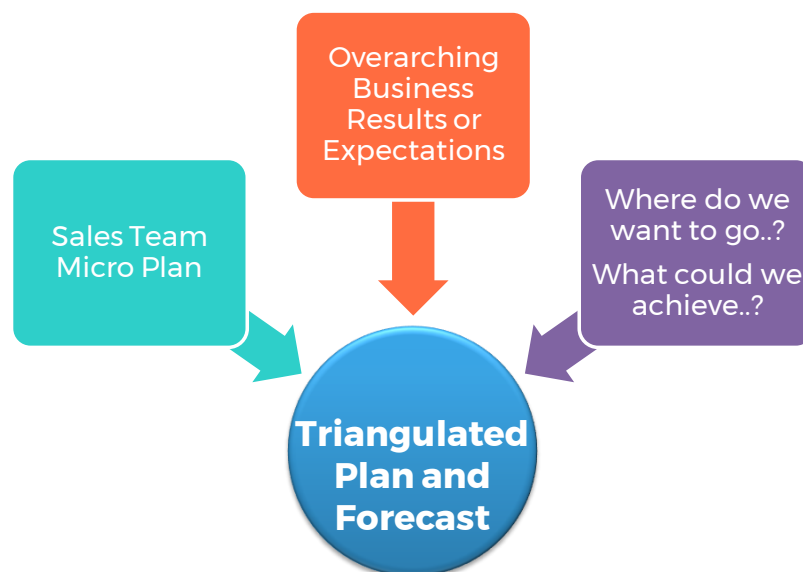 Overarching
Business
Results or
Expectations
Sales Team
Micro Plan
Where do we
want to go..?
What could we
achieve..?
Triangulated
Plan and
Forecast